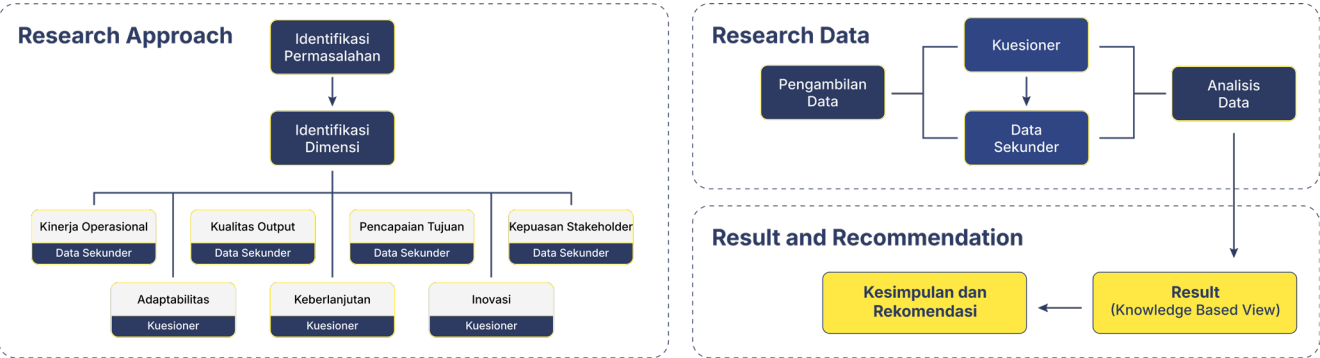 Research Approach
Identifikasi
Permasalahan
Identifikasi
Dimensi
Kinerja Operasional
Data Sekunder
Kualitas Output
Data Sekunder
Pencapaian Tujuan
Data Sekunder
Kepuasan Stakeholder
Data Sekunder
Adaptabilitas
Kuesioner
Keberlanjutan
Kuesioner
Inovasi
Kuesioner
Research Data
Pengambilan
Data
Kuesioner
Data
Sekunder
Analisis
Data
Result and Recommendation
Kesimpulan dan
Rekomendasi
Result
(Knowledge Based View)